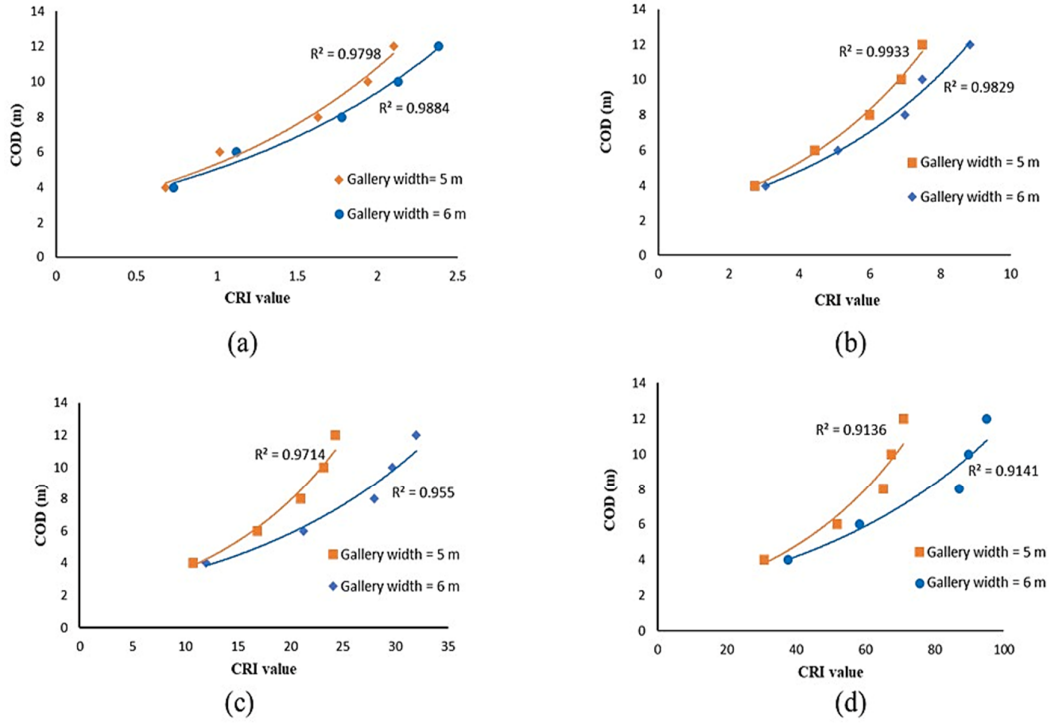 14
12
10
8
6
4
2
0
COD (m)
R² = 0.9798
R² = 0.9884
Gallery width= 5 m
Gallery width = 6 m
0 0.5 1 1.5 2 2.5
CRI value
(a)
14
12
10
8
6
4
2
0
COD (m)
R² = 0.9933
R² = 0.9829
Gallery width = 5 m
Gallery width = 6 m
0 2 4 6 8 10
CRI value
(b)
14
12
10
8
6
4
2
0
COD (m)
R² = 0.9714
R² = 0.955
Gallery width = 5 m
Gallery width = 6 m
0 5 10 15 20 25 30 35
CRI value
(c)
14
12
10
8
6
4
2
0
COD (m)
R² = 0.9136
R² = 0.9141
Gallery width = 5 m
Gallery width = 6 m
0 20 40 60 80 100
CRI value
(d)